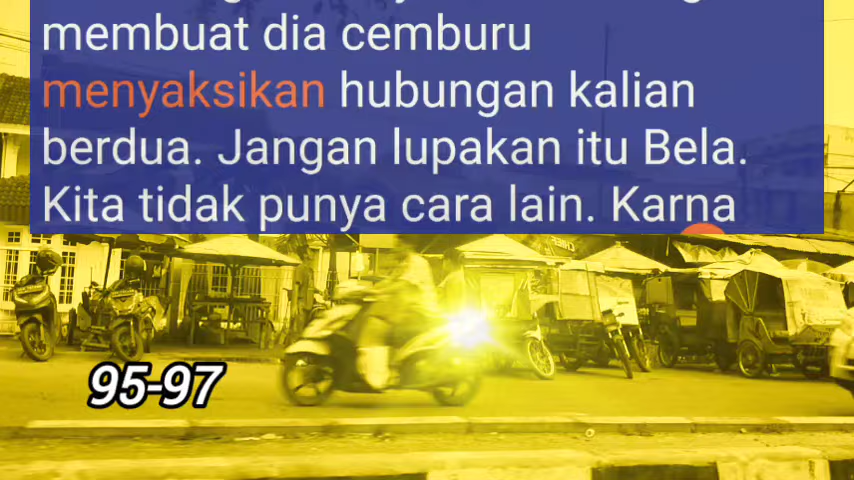 membuat dia cemburu
menyaksikan hubungan kalian
berdua. Jangan lupakan itu Bela.
Kita tidak punya cara lain. Karna
95-97